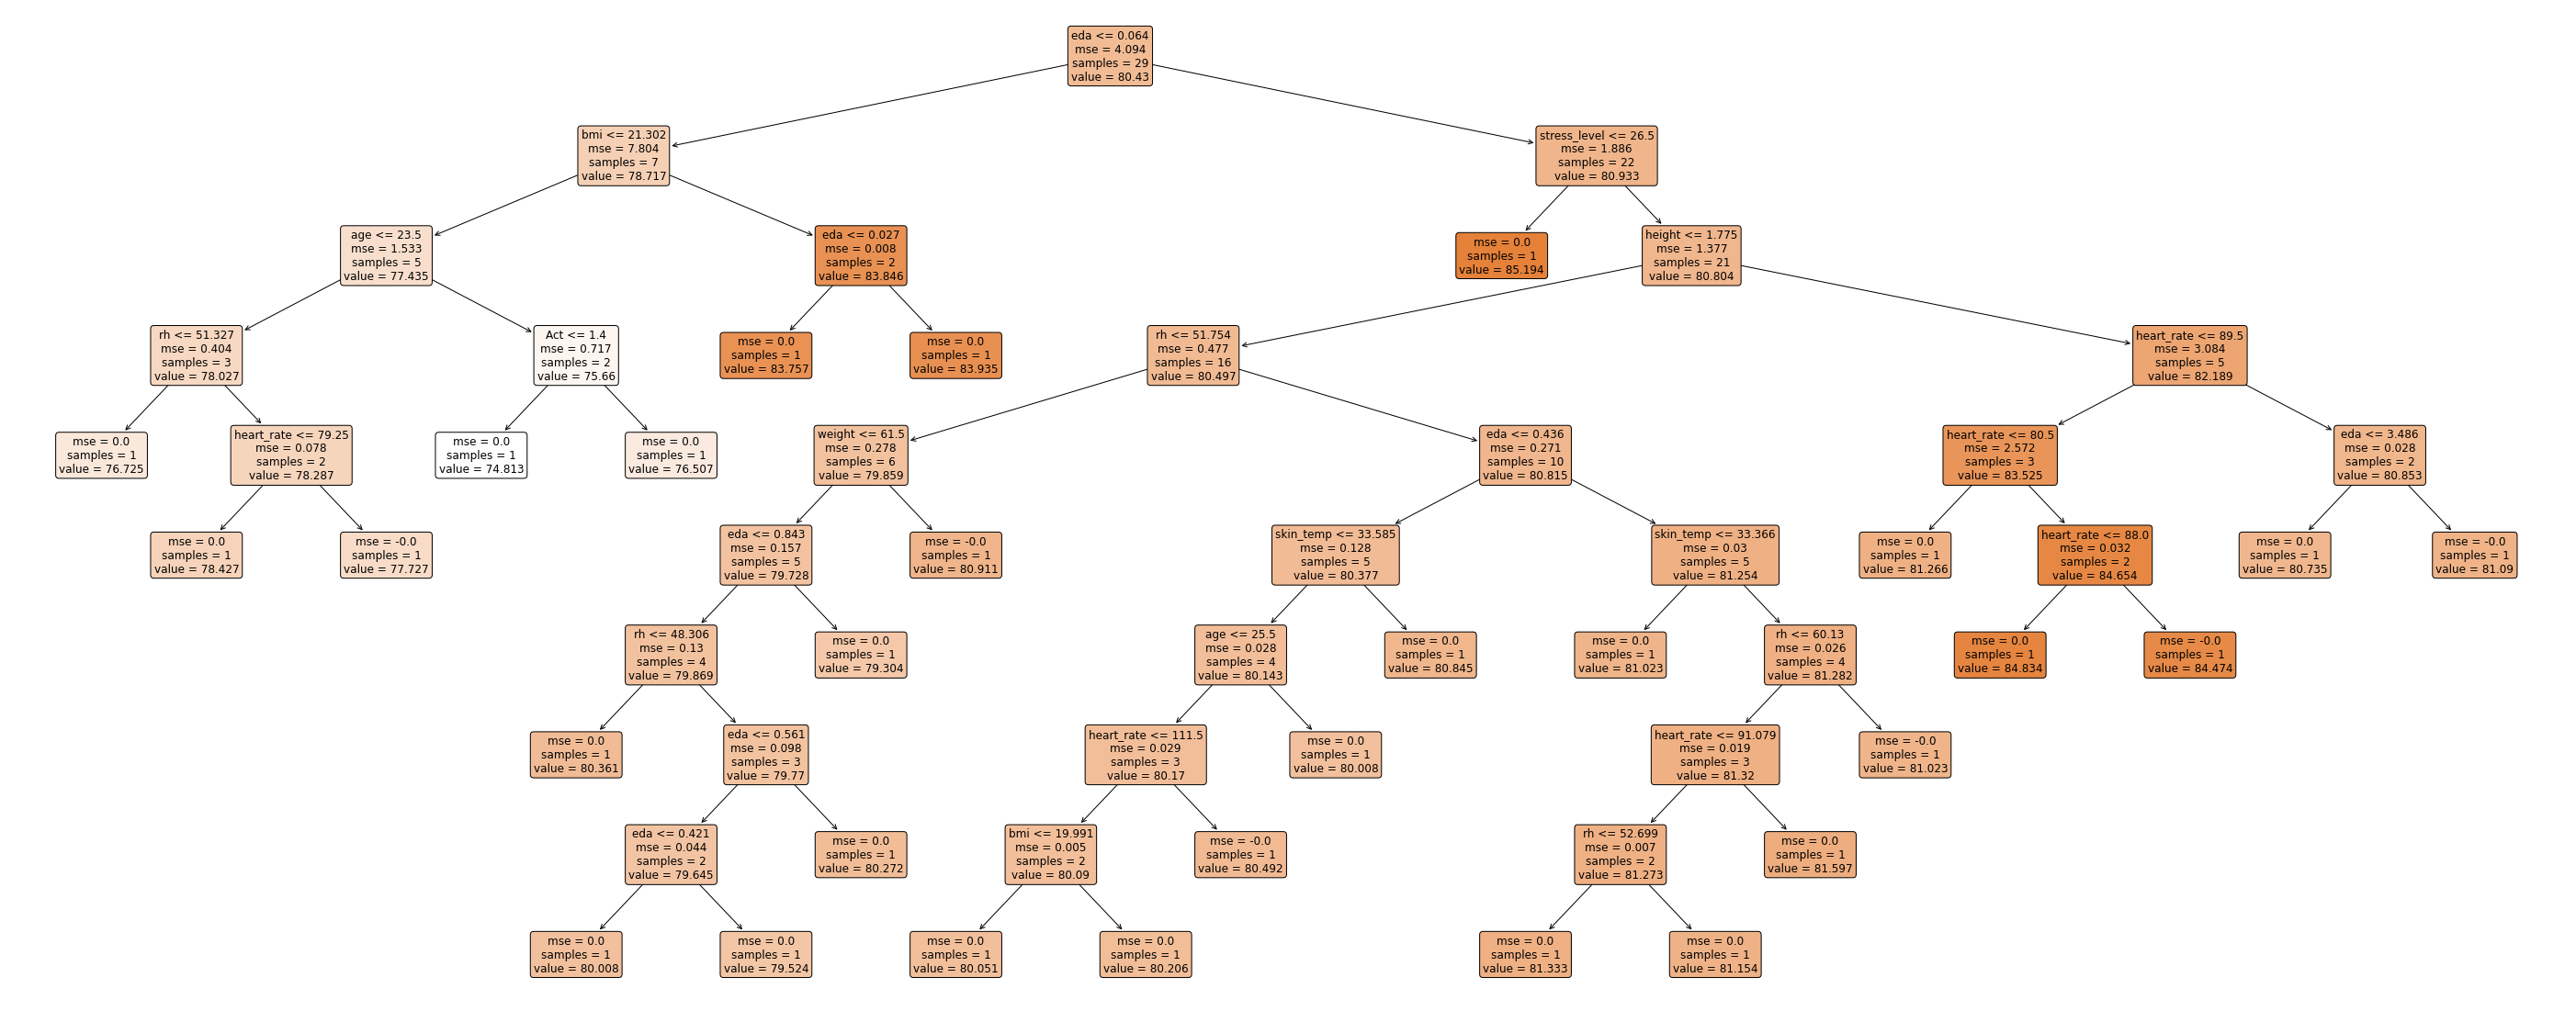 eda <= 0.064
mse = 4.094
samples = 29
value = 80.43
bmi <= 21.302
mse = 7.804
samples = 7
value = 78.717
stress_level <= 26.5
mse = 1.886
samples = 22
value = 80.933
age <= 23.5
mse = 1.533
samples = 5
value = 77.435
eda <= 0.027
mse = 0.008
samples = 2
value = 83.846
mse = 0.0
samples = 1
value = 85.194
height <= 1.775
mse = 1.377
samples = 21
value = 80.804
rh <= 51.327
mse = 0.404
samples = 3
value = 78.027
Act <= 1.4
mse = 0.717
samples = 2
value = 75.66
mse = 0.0
samples = 1
value = 83.757
mse = 0.0
samples = 1
value = 83.935
rh <= 51.754
mse = 0.477
samples = 16
value = 80.497
heart_rate <= 89.5
mse = 3.084
samples = 5
value = 82.189
mse = 0.0
samples = 1
value = 76.725
heart_rate <= 79.25
mse = 0.078
samples = 2
value = 78.287
mse = 0.0
samples = 1
value = 74.813
mse = 0.0
samples = 1
value = 76.507
weight <= 61.5
mse = 0.278
samples = 6
value = 79.859
eda <= 0.436
mse = 0.271
samples = 10
value = 80.815
heart_rate <= 80.5
mse = 2.572
samples = 3
value = 83.525
eda <= 3.486
mse = 0.028
samples = 2
value = 80.853
mse = 0.0
samples = 1
value = 78.427
mse = -0.0
samples = 1
value = 77.727
eda <= 0.843
mse = 0.157
samples = 5
value = 79.728
mse = -0.0
samples = 1
value = 80.911
skin_temp <= 33.585
mse = 0.128
samples = 5
value = 80.377
skin_temp <= 33.366
mse = 0.03
samples = 5
value = 81.254
mse = 0.0
samples = 1
value = 81.266
heart_rate <= 88.0
mse = 0.032
samples = 2
value = 84.654
mse = 0.0
samples = 1
value = 80.735
mse = -0.0
samples = 1
value = 81.09
rh <= 48.306
mse = 0.13
samples = 4
value = 79.869
mse = 0.0
samples = 1
value = 79.304
age <= 25.5
mse = 0.028
samples = 4
value = 80.143
mse = 0.0
samples = 1
value = 80.845
mse = 0.0
samples = 1
value = 81.023
rh <= 60.13
mse = 0.026
samples = 4
value = 81.282
mse = 0.0
samples = 1
value = 84.834
mse = -0.0
samples = 1
value = 84.474
mse = 0.0
samples = 1
value = 80.361
eda <= 0.561
mse = 0.098
samples = 3
value = 79.77
heart_rate <= 111.5
mse = 0.029
samples = 3
value = 80.17
mse = 0.0
samples = 1
value = 80.008
heart_rate <= 91.079
mse = 0.019
samples = 3
value = 81.32
mse = -0.0
samples = 1
value = 81.023
eda <= 0.421
mse = 0.044
samples = 2
value = 79.645
mse = 0.0
samples = 1
value = 80.272
bmi <= 19.991
mse = 0.005
samples = 2
value = 80.09
mse = -0.0
samples = 1
value = 80.492
rh <= 52.699
mse = 0.007
samples = 2
value = 81.273
mse = 0.0
samples = 1
value = 81.597
mse = 0.0
samples = 1
value = 80.008
mse = 0.0
samples = 1
value = 79.524
mse = 0.0
samples = 1
value = 80.051
mse = 0.0
samples = 1
value = 80.206
mse = 0.0
samples = 1
value = 81.333
mse = 0.0
samples = 1
value = 81.154